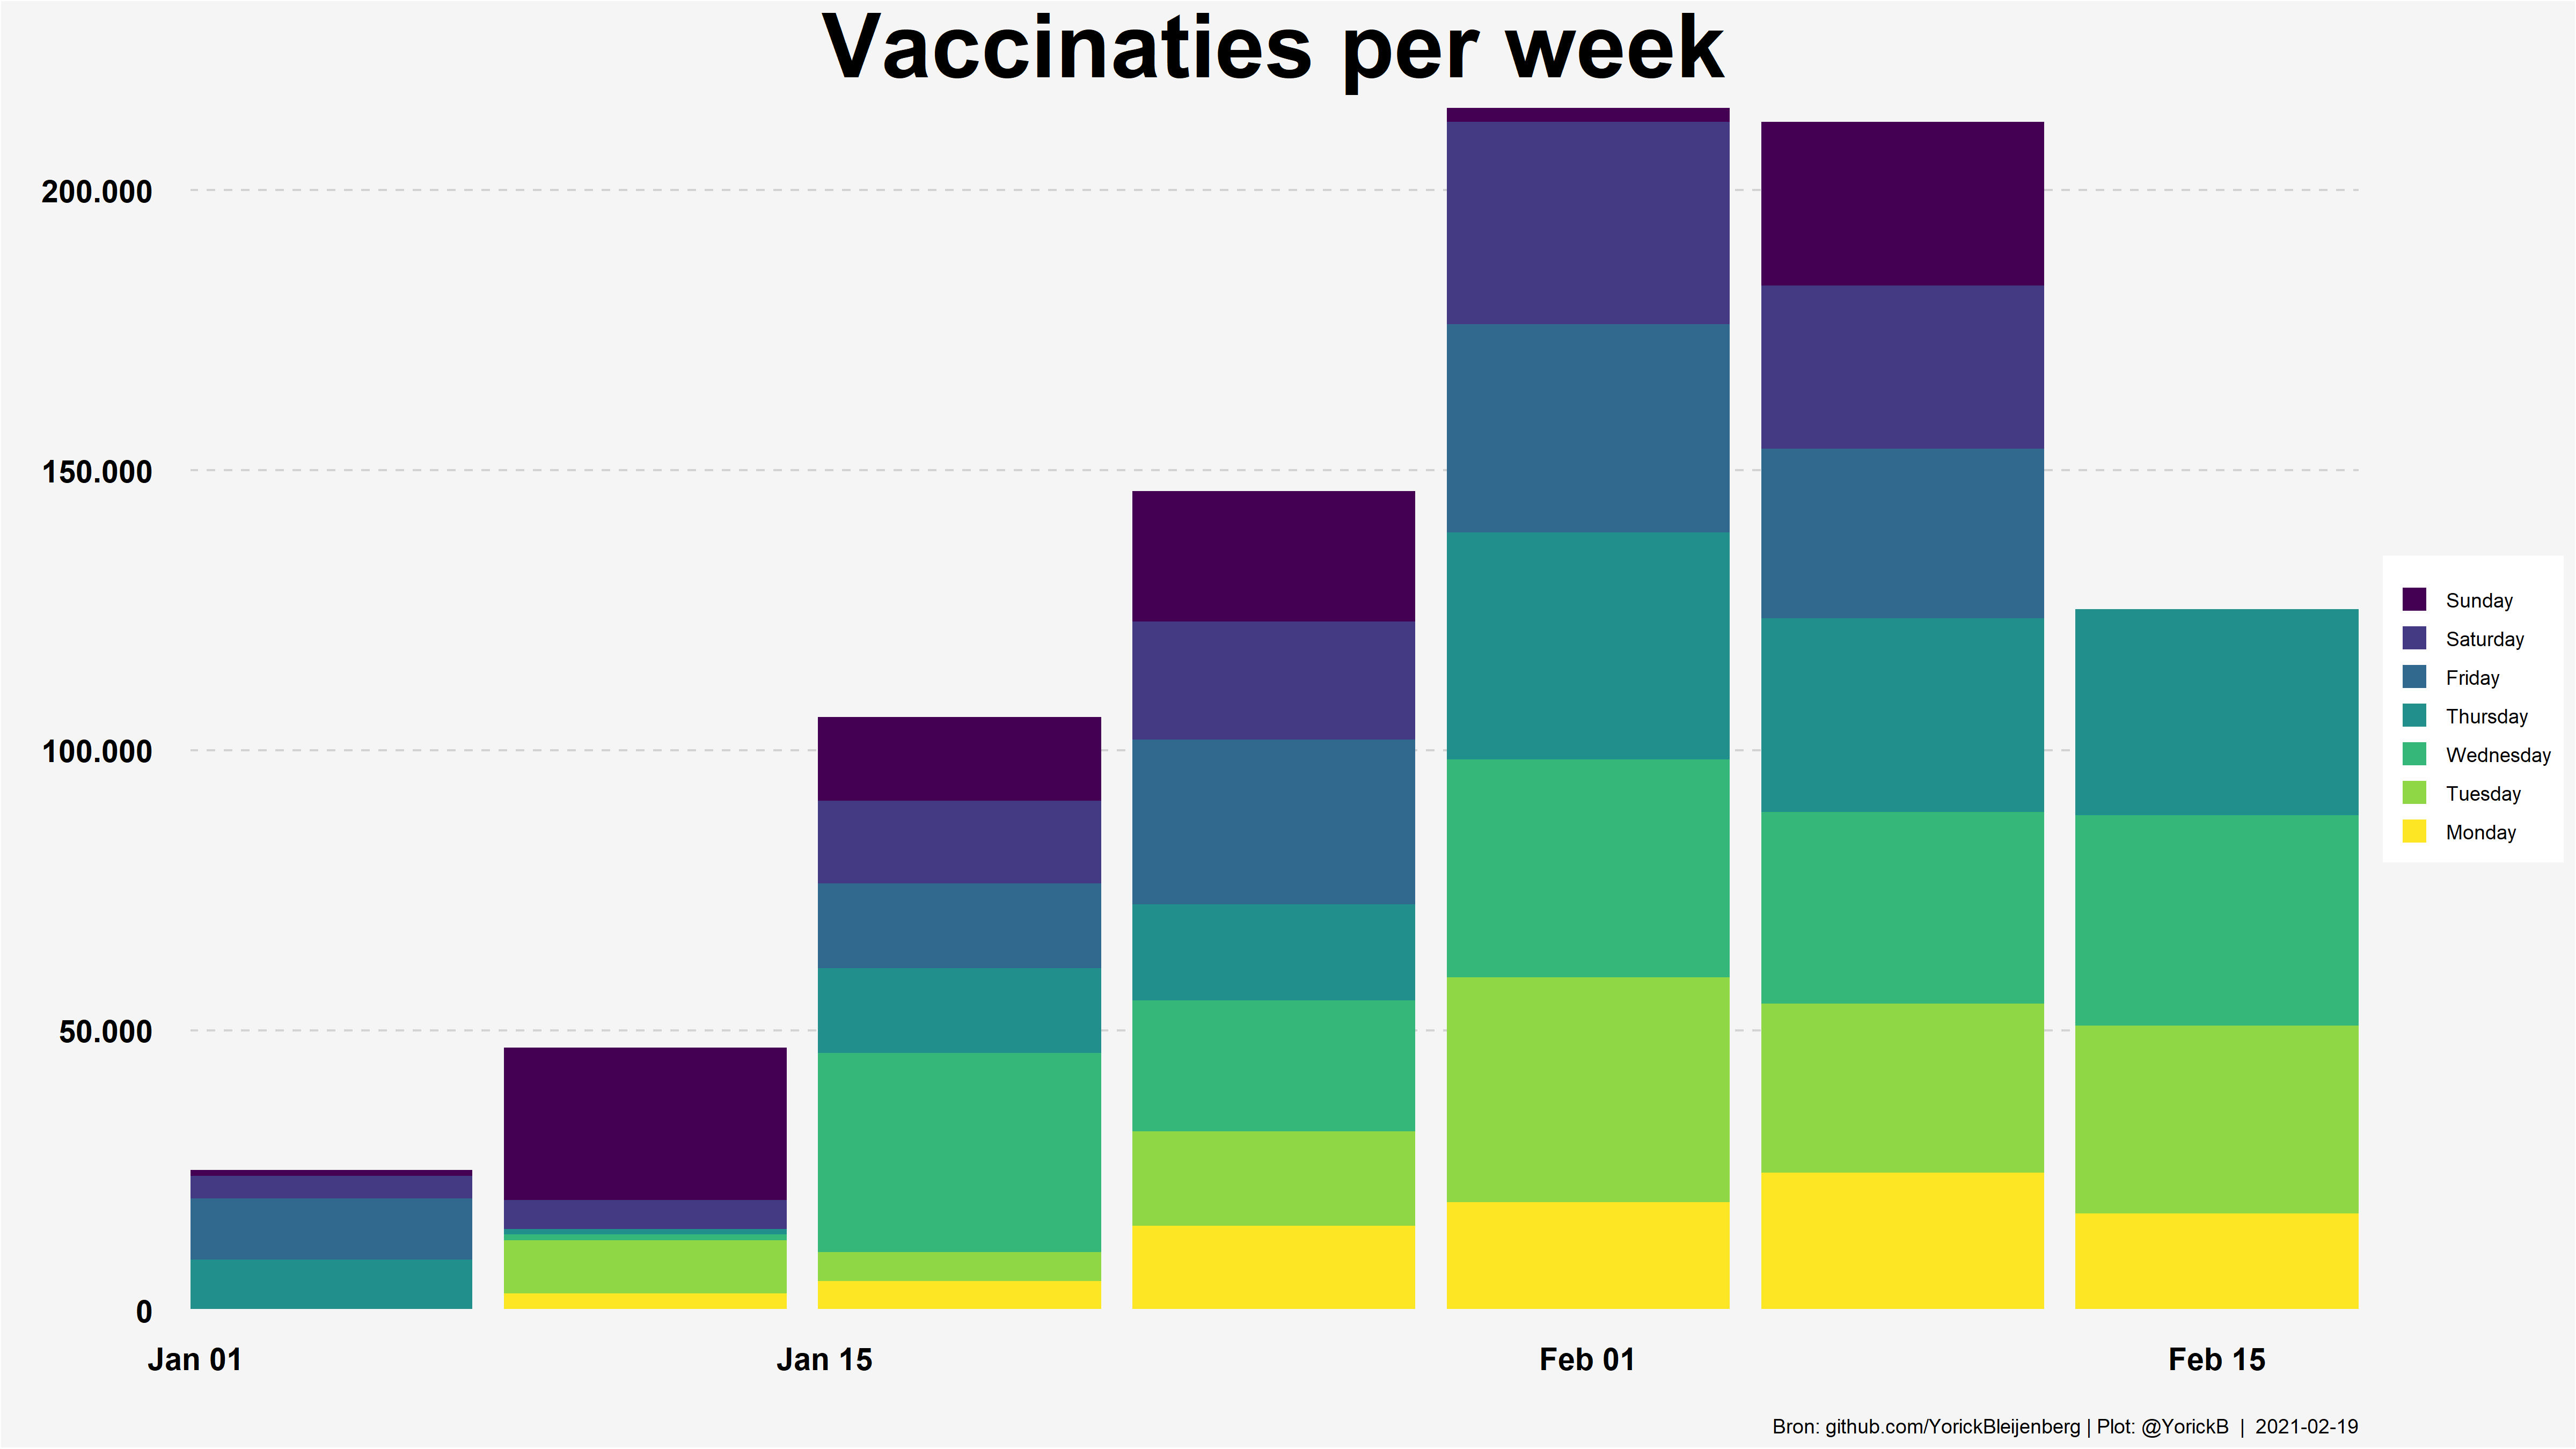 Vaccinaties per week
200.000
150.000
100.000
50.000
0
Jan 01
Jan 15
Feb 01
Feb 15
Sunday
Saturday
Friday
Thursday
Wednesday
Tuesday
Monday
Bron: github.com/YorickBleijenberg | Plot: @YorickB | 2021-02-19